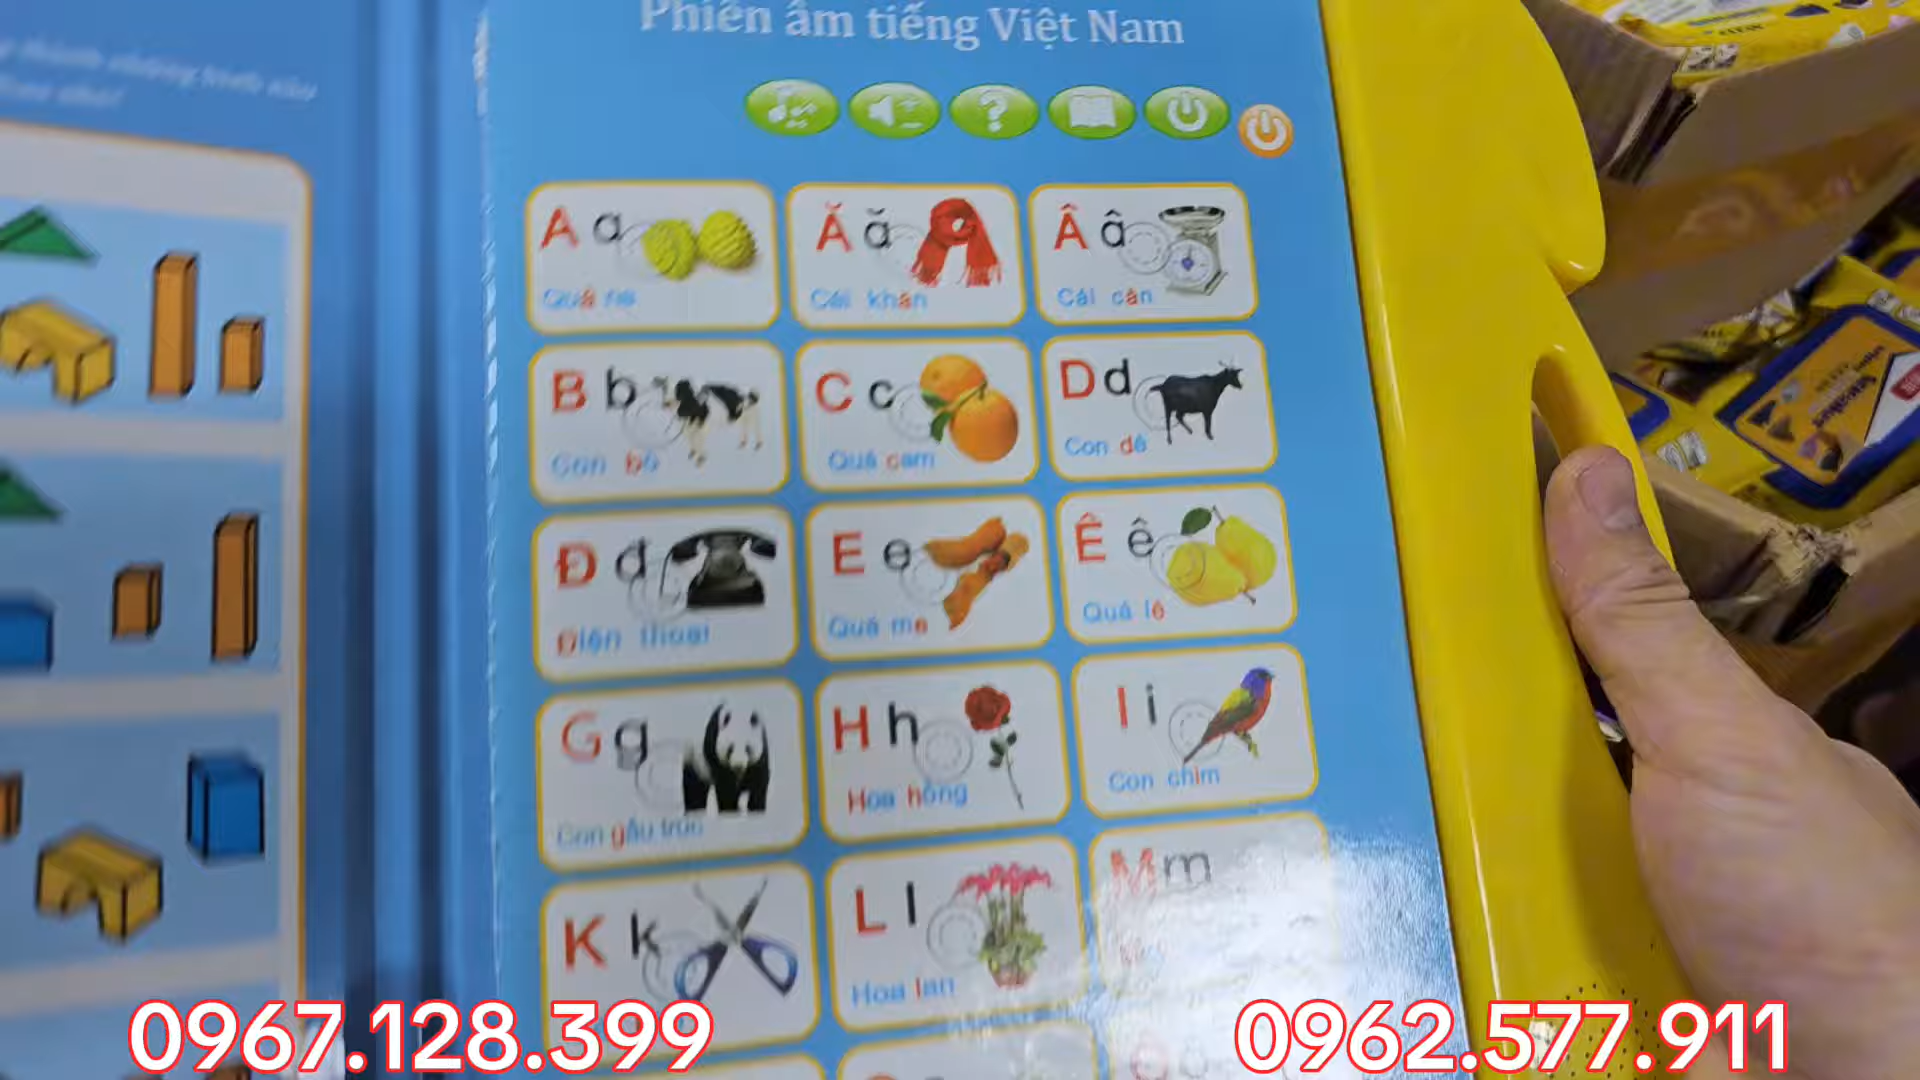 Phiên âm tiếng Việt Nam
A a
Quả na
Ă ă
Cái khăn
Â â
Cái cân
B b
Con bò
C c
Quả cam
D d
Con dê
Đ đ
Điện thoại
E e
Quả me
Ê ê
Quả lê
G g
Con gấu trúc
H h
Hoa hồng
I i
Con chim
K k
L l
Hoa lan
M m
0967.128.399
0962.577.911